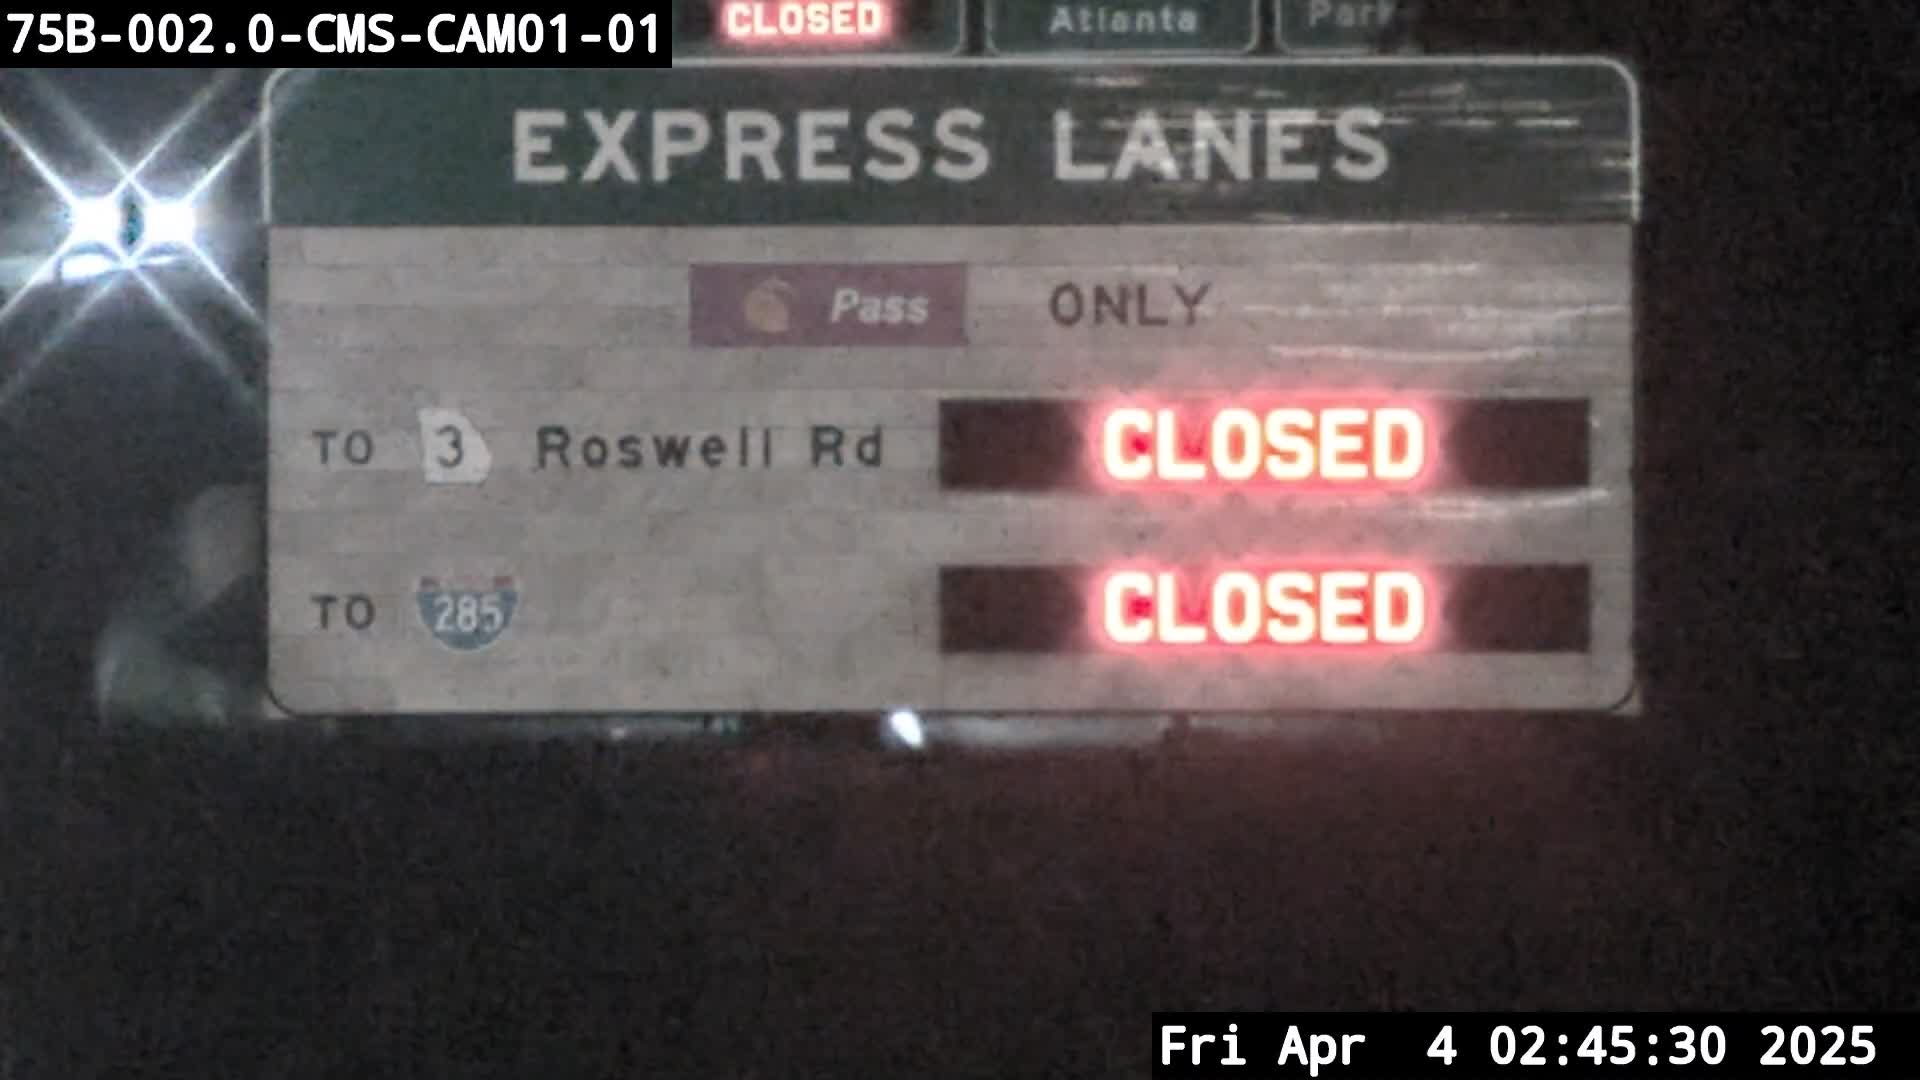 75B-002.0-CMS-CAM01-01
CLOSED
Atlanta
EXPRESS LANES
Pass ONLY
TO 3 Roswell Rd CLOSED
TO 285 CLOSED
Fri Apr 4 02:45:30 2025